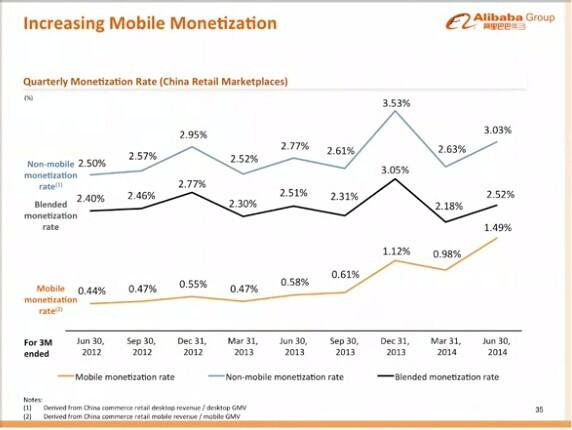 Increasing Mobile Monetization
Alibaba Group
阿里巴巴集团
Quarterly Monetization Rate (China Retail Marketplaces)
(%)
Non-mobile monetization rate(1)
2.50% 2.57% 2.95% 2.52% 2.77% 2.61% 3.53% 2.63% 3.03%
Blended monetization rate
2.40% 2.46% 2.77% 2.30% 2.51% 2.31% 3.05% 2.18% 2.52%
Mobile monetization rate(2)
0.44% 0.47% 0.55% 0.47% 0.58% 0.61% 1.12% 0.98% 1.49%
For 3M ended
Jun 30, 2012
Sep 30, 2012
Dec 31, 2012
Mar 31, 2013
Jun 30, 2013
Sep 30, 2013
Dec 31, 2013
Mar 31, 2014
Jun 30, 2014
Mobile monetization rate
Non-mobile monetization rate
Blended monetization rate
Notes:
(1) Derived from China commerce retail desktop revenue / desktop GMV
(2) Derived from China commerce retail mobile revenue / mobile GMV
35